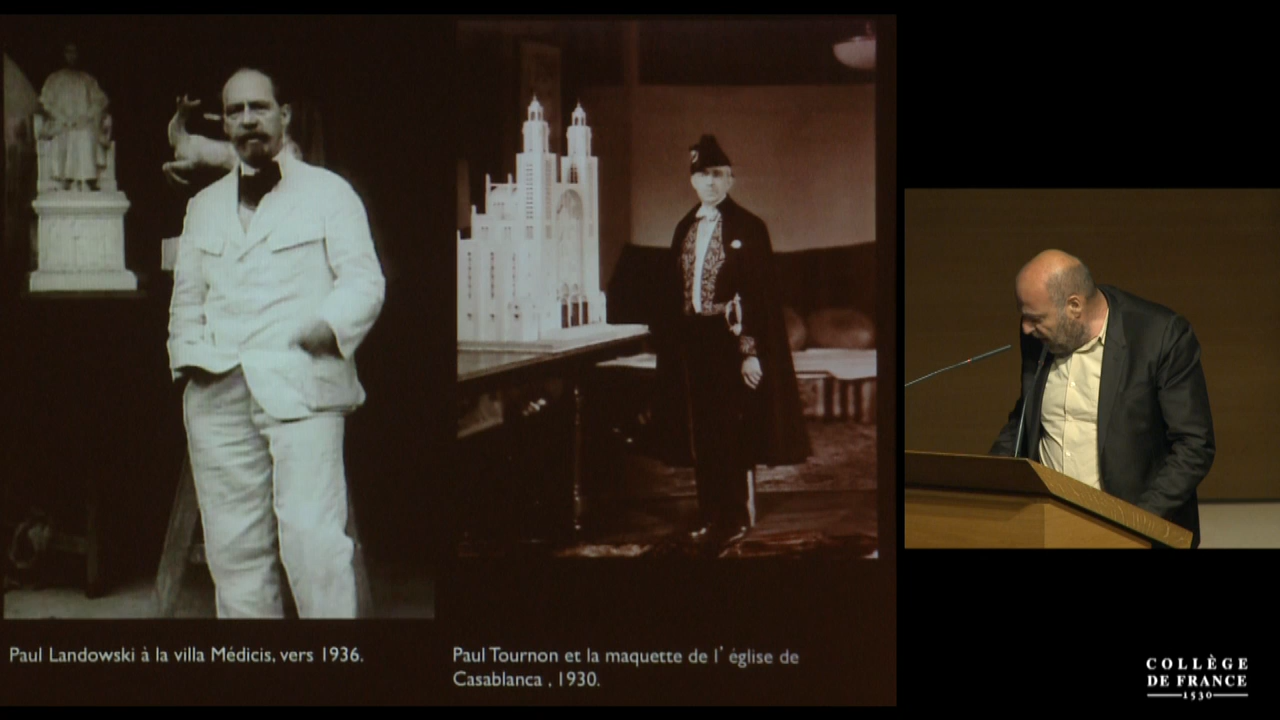 Paul Landowski à la villa Médicis, vers 1936.
Paul Tournon et la maquette de l' église de
Casablanca , 1930.
COLLÈGE
DE FRANCE
1530